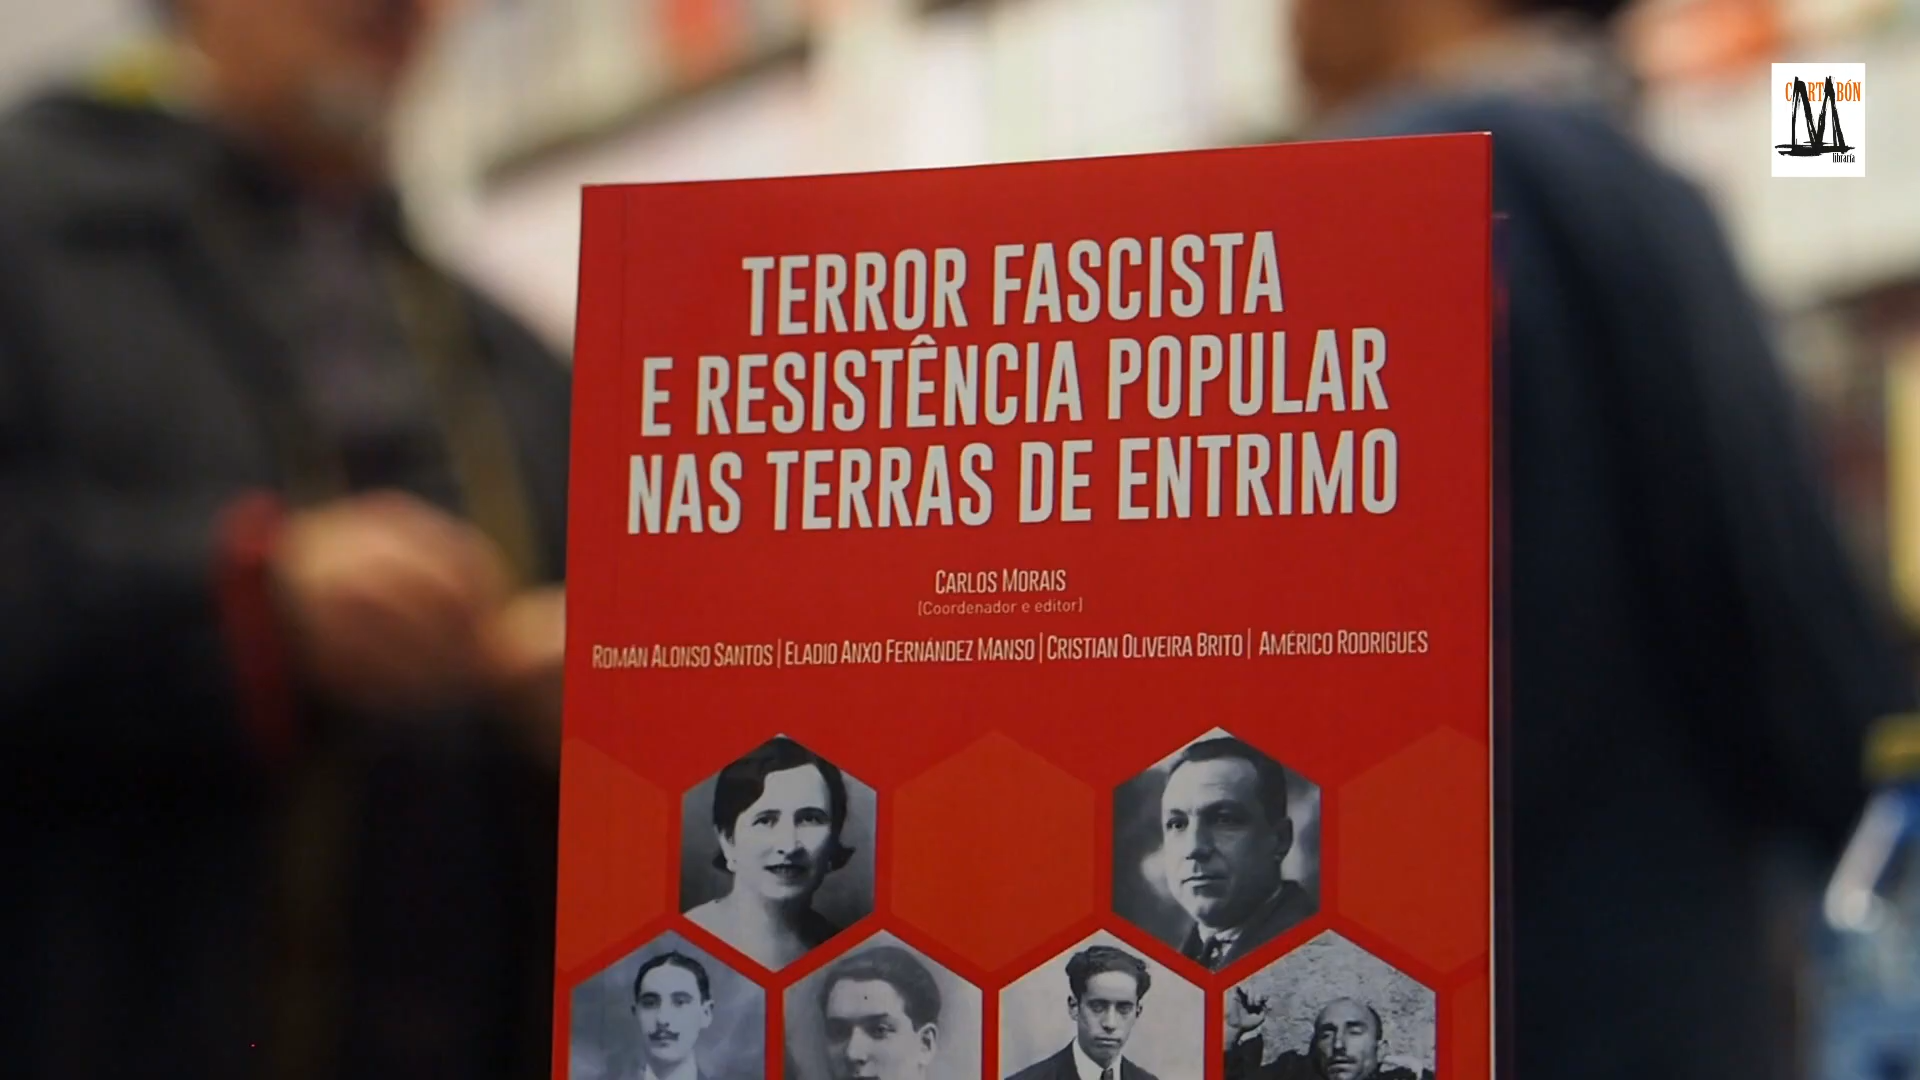 CARTABÓN
libraría
TERROR FASCISTA
E RESISTÊNCIA POPULAR
NAS TERRAS DE ENTRIMO
CARLOS MORAIS
[Coordenador e editor]
ROMÁN ALONSO SANTOS | ELADIO ANXO FERNÁNDEZ MANSO | CRISTIAN OLIVEIRA BRITO | AMÉRICO RODRIGUES